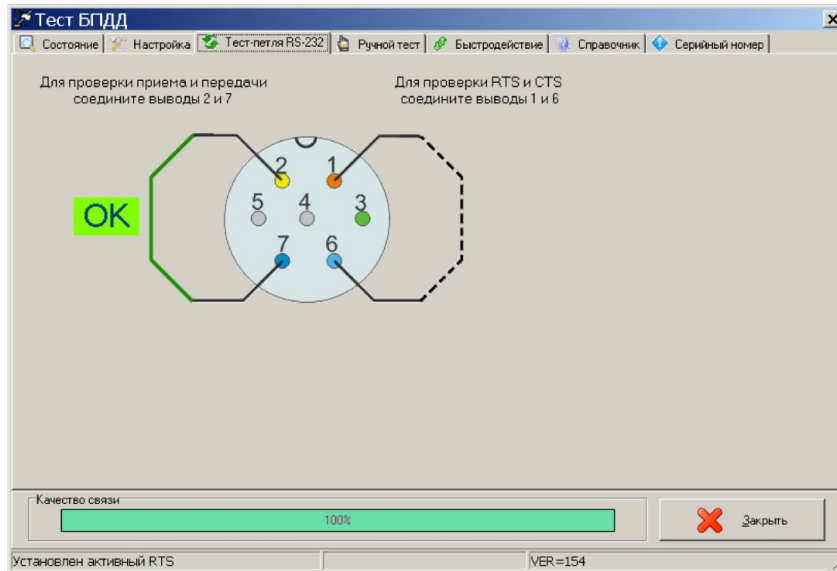 Тест БПДД
Состояние
Настройка
Тест-петля RS-232
Ручной тест
Быстродействие
Справочник
Серийный номер
Для проверки приема и передачи
соедините выводы 2 и 7
Для проверки RTS и CTS
соедините выводы 1 и 6
2 1
5 4 3
7 6
OK
Качество связи
100%
Закрыть
Установлен активный RTS
VER=154